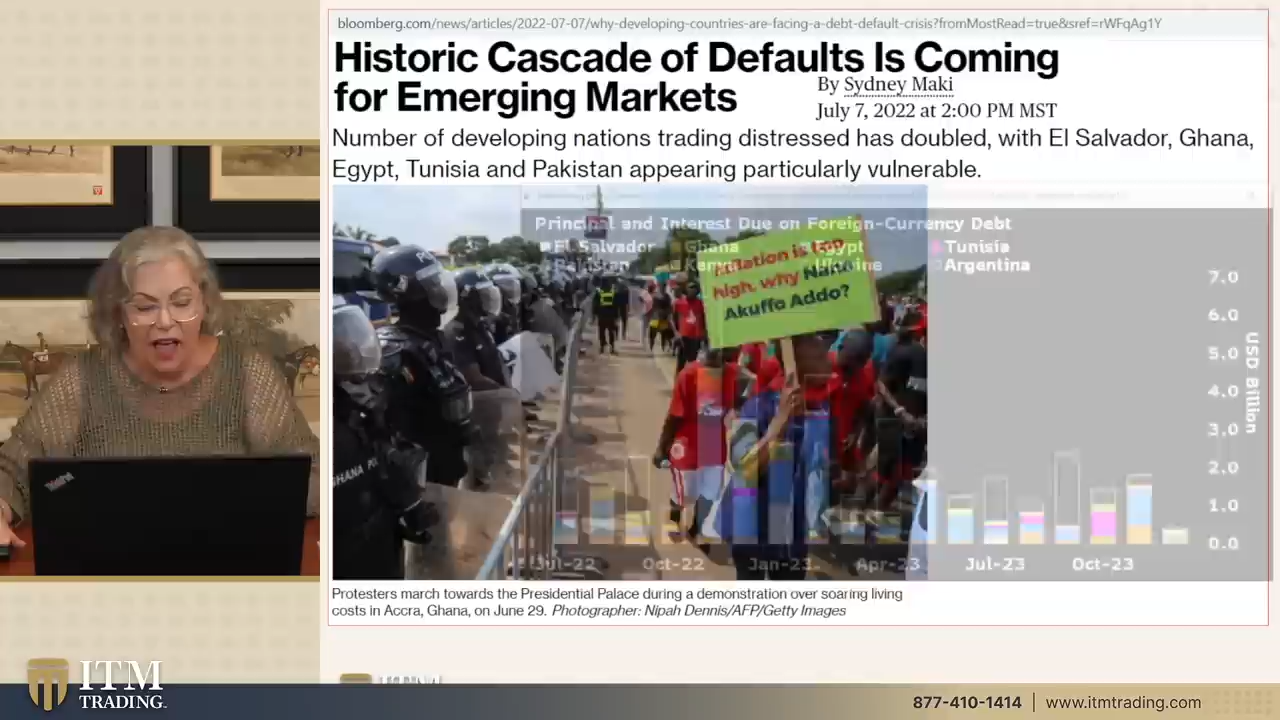 bloomberg.com/news/articles/2022-07-07/why-developing-countries-are-facing-a-debt-default-crisis?fromMostRead=true&sref=rWFqAg1Y
Historic Cascade of Defaults Is Coming
for Emerging Markets
By Sydney Maki
July 7, 2022 at 2:00 PM MST
Number of developing nations trading distressed has doubled, with El Salvador, Ghana,
Egypt, Tunisia and Pakistan appearing particularly vulnerable.
Principal and Interest Due on Foreign-Currency Debt
El Salvador Ghana Egypt Tunisia
Pakistan Kenya Ukraine Argentina
Inflation is too
high, why Nana
Akuffo Addo?
GHANA
7.0
6.0
5.0
4.0
3.0
2.0
1.0
0.0
USD Billion
Jul-22 Oct-22 Jan-23 Apr-23 Jul-23 Oct-23
Protesters march towards the Presidential Palace during a demonstration over soaring living
costs in Accra, Ghana, on June 29. Photographer: Nipah Dennis/AFP/Getty Images
ThinkPad
ITM
TRADING
877-410-1414 | www.itmtrading.com